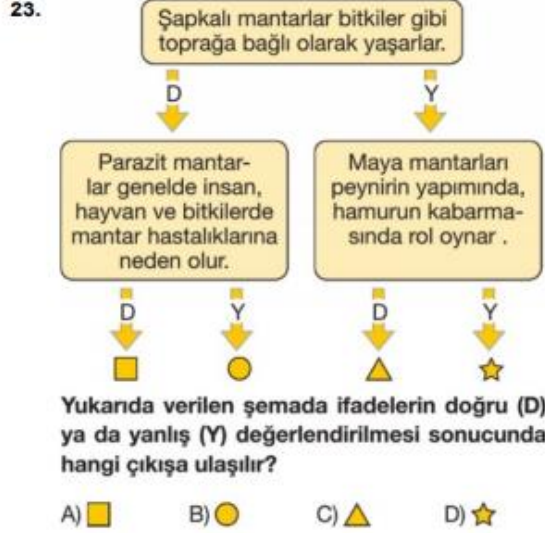 23.
Şapkalı mantarlar bitkiler gibi
toprağa bağlı olarak yaşarlar.
D
Y
Parazit mantar-
lar genelde insan,
hayvan ve bitkilerde
mantar hastalıklarına
neden olur.
Maya mantarları
peynirin yapımında,
hamurun kabarma-
sında rol oynar .
D
Y
D
Y
Yukarıda verilen şemada ifadelerin doğru (D)
ya da yanlış (Y) değerlendirilmesi sonucunda
hangi çıkışa ulaşılır?
A)
B)
C)
D)